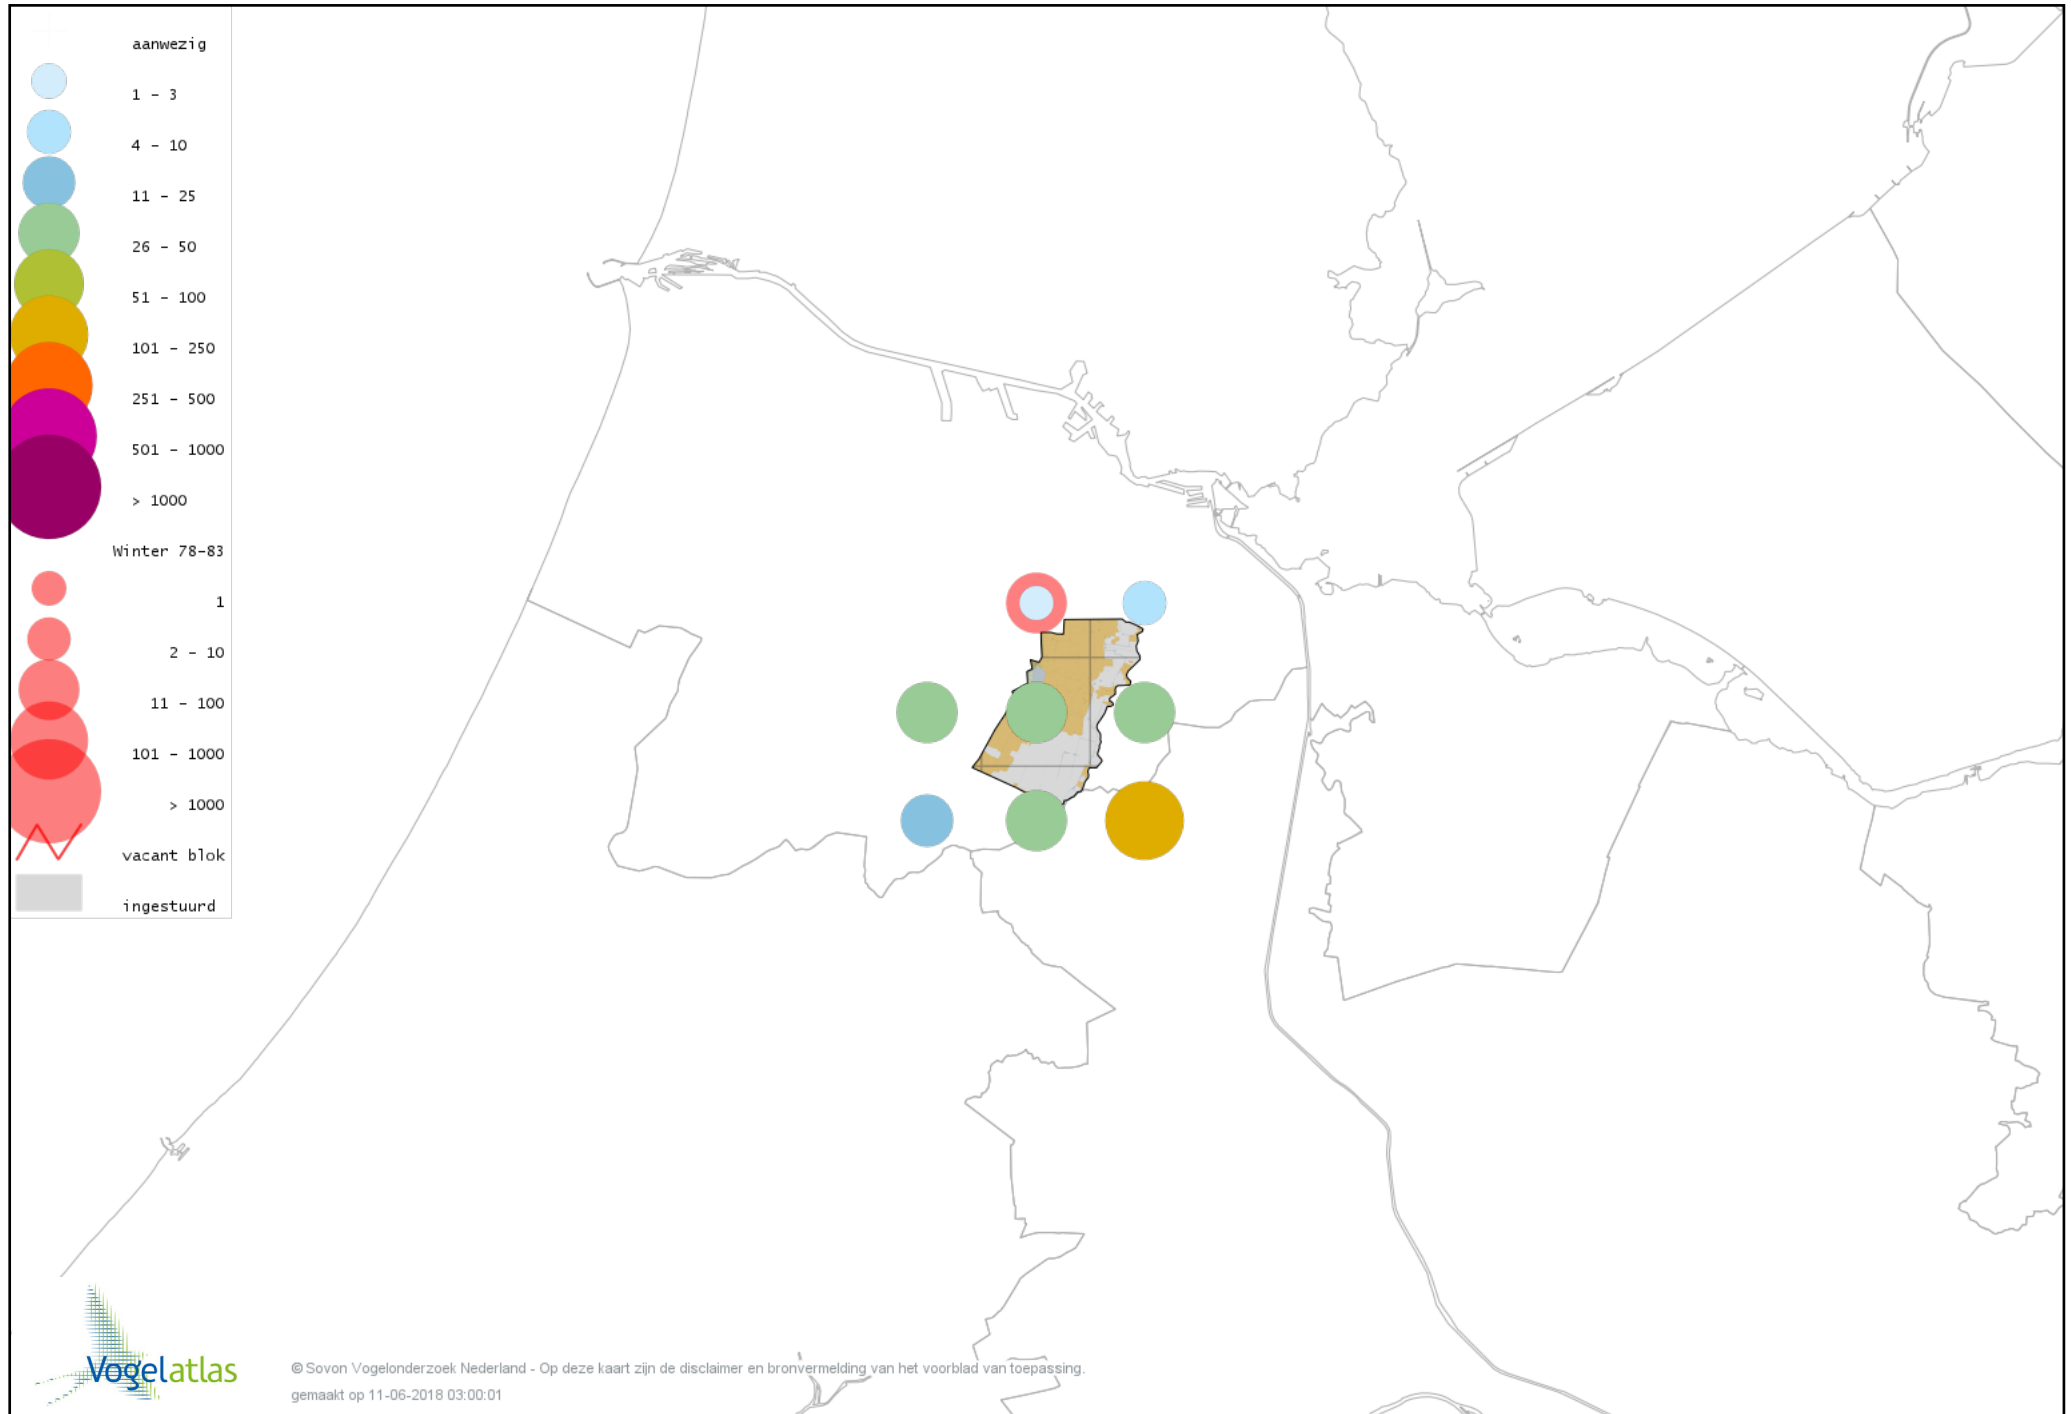 aanwezig
1 - 3
4 - 10
11 - 25
26 - 50
51 - 100
101 - 250
251 - 500
501 - 1000
> 1000
Winter 78-83
1
2 - 10
11 - 100
101 - 1000
> 1000
vacant blok
ingestuurd
Vogelatlas
© Sovon Vogelonderzoek Nederland - Op deze kaart zijn de disclaimer en bronvermelding van het voorblad van toepassing.
gemaakt op 11-06-2018 03:00:01